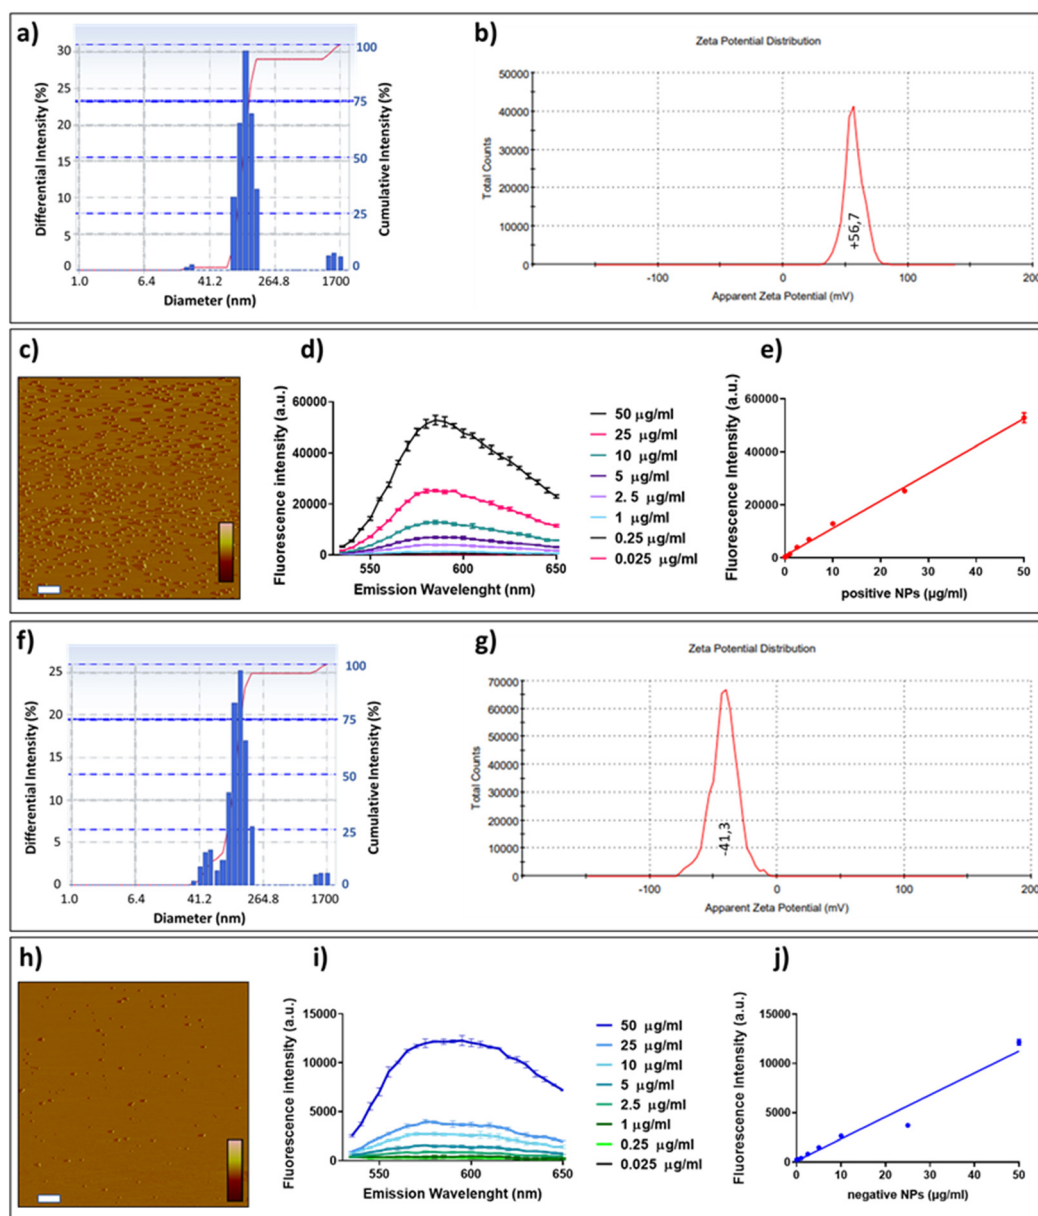 a)
30
25
20
15
10
5
0
Differential Intensity (%)
100
75
50
25
0
Cumulative Intensity (%)
1.0 6.4 41.2 264.8 1700
Diameter (nm)
b)
Zeta Potential Distribution
50000
40000
30000
20000
10000
0
Total Counts
+56,7
-100 0 100 200
Apparent Zeta Potential (mV)
c)
d)
60000
40000
20000
0
Fluorescence Intensity (a.u.)
550 600 650
Emission Wavelenght (nm)
50 µg/ml
25 µg/ml
10 µg/ml
5 µg/ml
2. 5 µg/ml
1 µg/ml
0.25 µg/ml
0.025 µg/ml
e)
60000
40000
20000
0
Fluorescence Intensity (a.u.)
0 10 20 30 40 50
positive NPs (µg/ml)
f)
25
20
15
10
5
0
Differential Intensity (%)
100
75
50
25
0
Cumulative Intensity (%)
1.0 6.4 41.2 264.8 1700
Diameter (nm)
g)
Zeta Potential Distribution
70000
60000
50000
40000
30000
20000
10000
0
Total Counts
-41,3
-100 0 100 200
Apparent Zeta Potential (mV)
h)
i)
15000
10000
5000
0
Fluorescence Intensity (a.u.)
550 600 650
Emission Wavelenght (nm)
50 µg/ml
25 µg/ml
10 µg/ml
5 µg/ml
2.5 µg/ml
1 µg/ml
0.25 µg/ml
0.025 µg/ml
j)
15000
10000
5000
0
Fluorescence Intensity (a.u.)
0 10 20 30 40 50
negative NPs (µg/ml)